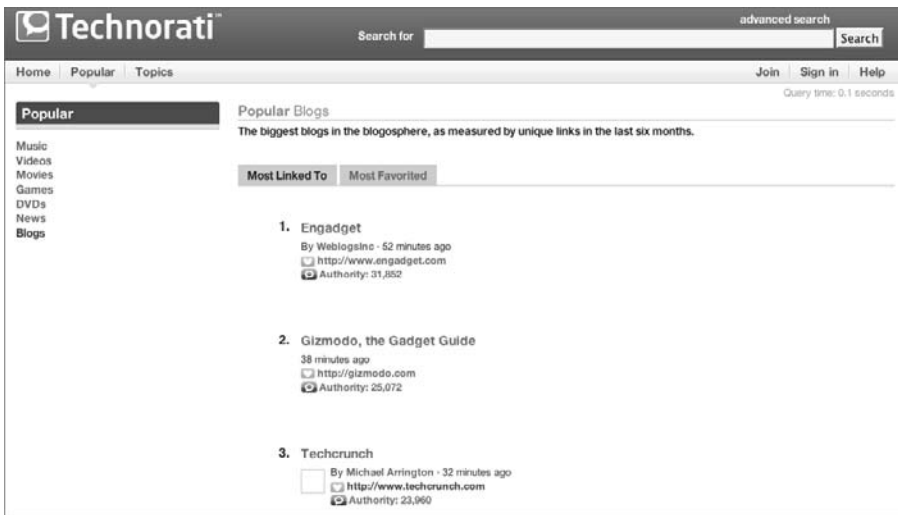 Technorati™
advanced search
Search for
Search
Home Popular Topics
Join Sign in Help
Query time: 0.1 seconds
Popular
Music
Videos
Movies
Games
DVDs
News
Blogs
Popular Blogs
The biggest blogs in the blogosphere, as measured by unique links in the last six months.
Most Linked To Most Favorited
1. Engadget
By WeblogsInc - 52 minutes ago
http://www.engadget.com
Authority: 31,852
2. Gizmodo, the Gadget Guide
38 minutes ago
http://gizmodo.com
Authority: 25,072
3. Techcrunch
By Michael Arrington - 32 minutes ago
http://www.techcrunch.com
Authority: 23,960